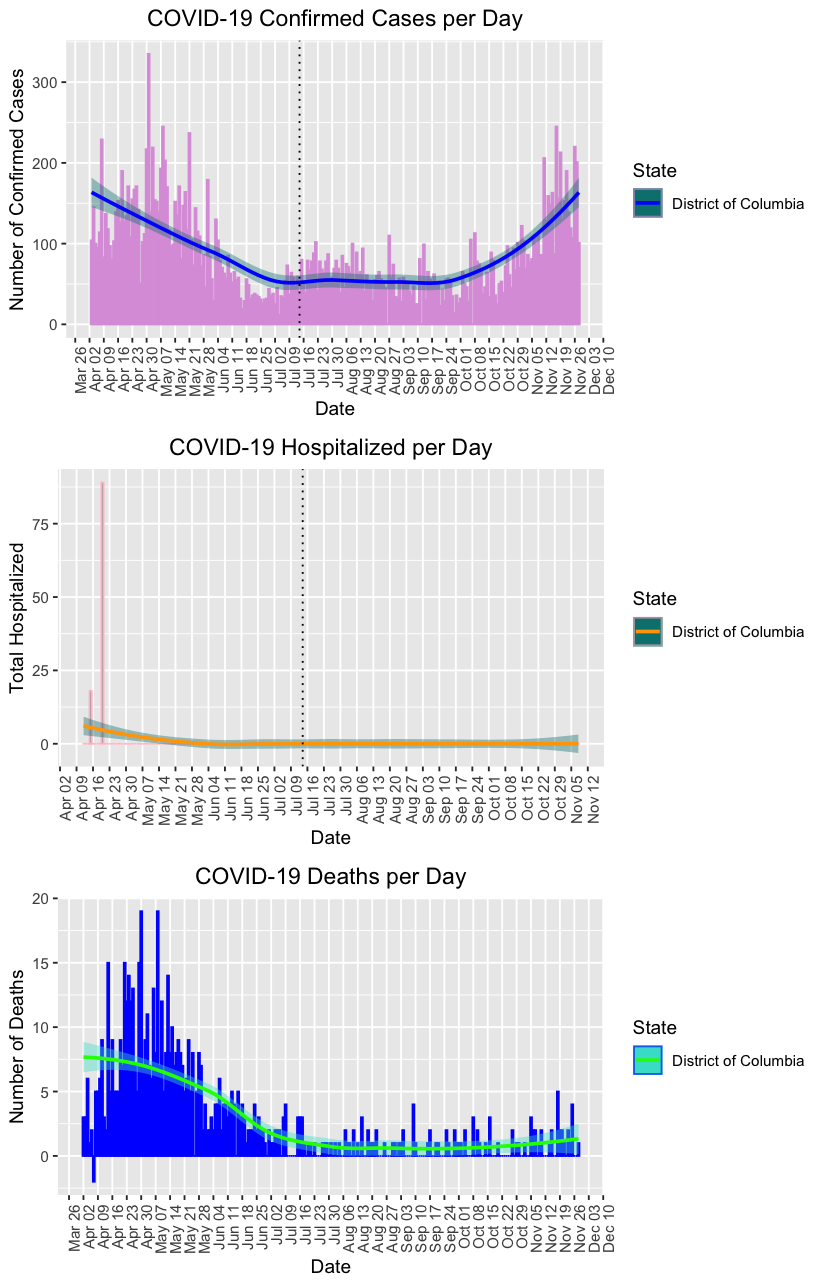 COVID-19 Confirmed Cases per Day
Number of Confirmed Cases
300
200
100
0
Mar 26
Apr 02
Apr 09
Apr 16
Apr 23
Apr 30
May 07
May 14
May 21
May 28
Jun 04
Jun 11
Jun 18
Jun 25
Jul 02
Jul 09
Jul 16
Jul 23
Jul 30
Aug 06
Aug 13
Aug 20
Aug 27
Sep 03
Sep 10
Sep 17
Sep 24
Oct 01
Oct 08
Oct 15
Oct 22
Oct 29
Nov 05
Nov 12
Nov 19
Nov 26
Dec 03
Dec 10
Date
State
District of Columbia
COVID-19 Hospitalized per Day
Total Hospitalized
75
50
25
0
Apr 02
Apr 09
Apr 16
Apr 23
Apr 30
May 07
May 14
May 21
May 28
Jun 04
Jun 11
Jun 18
Jun 25
Jul 02
Jul 09
Jul 16
Jul 23
Jul 30
Aug 06
Aug 13
Aug 20
Aug 27
Sep 03
Sep 10
Sep 17
Sep 24
Oct 01
Oct 08
Oct 15
Oct 22
Oct 29
Nov 05
Nov 12
Date
State
District of Columbia
COVID-19 Deaths per Day
Number of Deaths
20
15
10
5
0
Mar 26
Apr 02
Apr 09
Apr 16
Apr 23
Apr 30
May 07
May 14
May 21
May 28
Jun 04
Jun 11
Jun 18
Jun 25
Jul 02
Jul 09
Jul 16
Jul 23
Jul 30
Aug 06
Aug 13
Aug 20
Aug 27
Sep 03
Sep 10
Sep 17
Sep 24
Oct 01
Oct 08
Oct 15
Oct 22
Oct 29
Nov 05
Nov 12
Nov 19
Nov 26
Dec 03
Dec 10
Date
State
District of Columbia